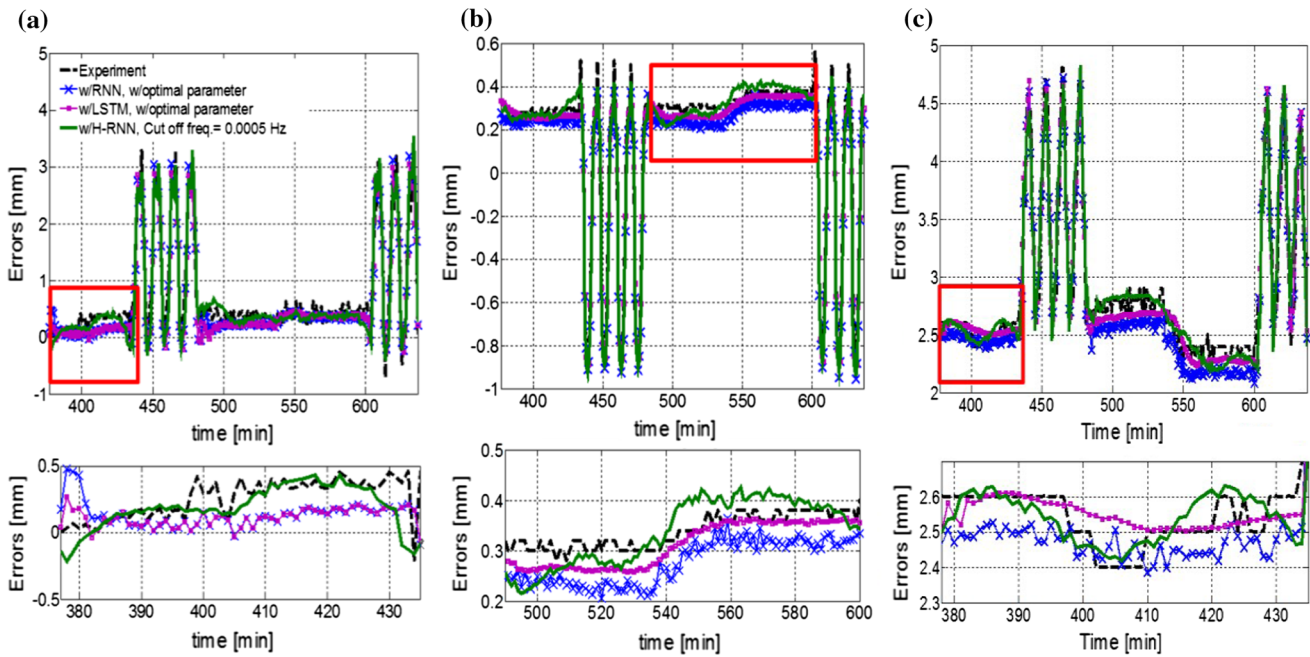 (a)
Errors [mm]
5
4
3
2
1
0
-1
Experiment
w/RNN, w/optimal parameter
w/LSTM, w/optimal parameter
w/H-RNN, Cut off freq.= 0.0005 Hz
400 450 500 550 600
time [min]
(b)
Errors [mm]
0.6
0.4
0.2
0
-0.2
-0.4
-0.6
-0.8
-1
400 450 500 550 600
time [min]
(c)
Errors [mm]
5
4.5
4
3.5
3
2.5
2
400 450 500 550 600
Time [min]
Errors [mm]
0.5
0
-0.5
380 390 400 410 420 430
time [min]
Errors [mm]
0.5
0.4
0.3
0.2
500 520 540 560 580 600
time [min]
Errors [mm]
2.6
2.5
2.4
2.3
380 390 400 410 420 430
Time [min]